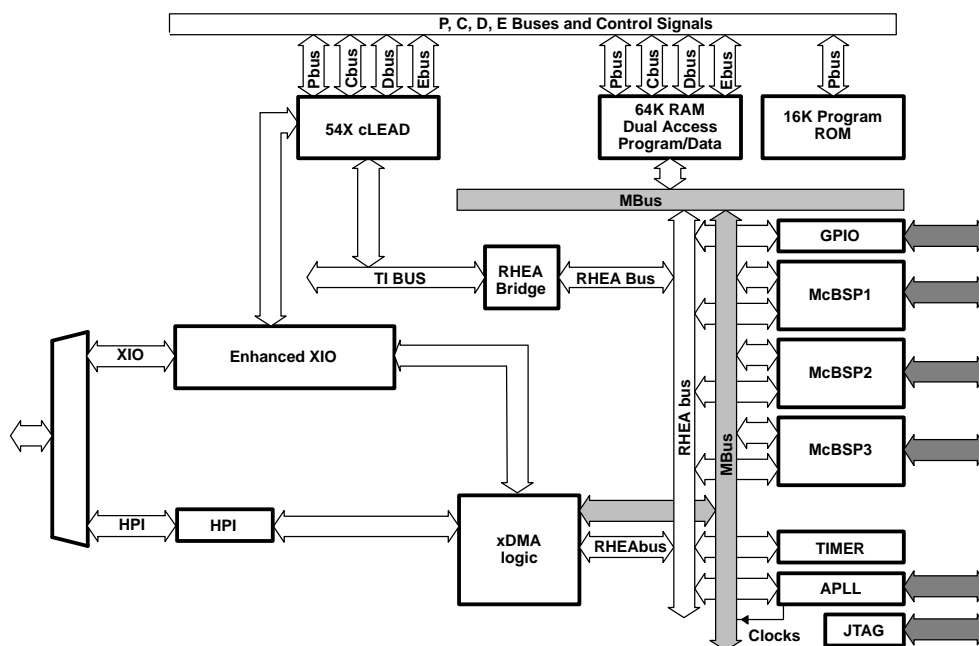 P, C, D, E Buses and Control Signals
Pbus
Cbus
Dbus
Ebus
Pbus
Cbus
Dbus
Ebus
Pbus
54X cLEAD
64K RAM
Dual Access
Program/Data
16K Program
ROM
MBus
GPIO
TI BUS
RHEA
Bridge
RHEA Bus
McBSP1
XIO
Enhanced XIO
McBSP2
RHEA bus
MBus
McBSP3
HPI
HPI
xDMA
logic
RHEAbus
TIMER
APLL
Clocks
JTAG